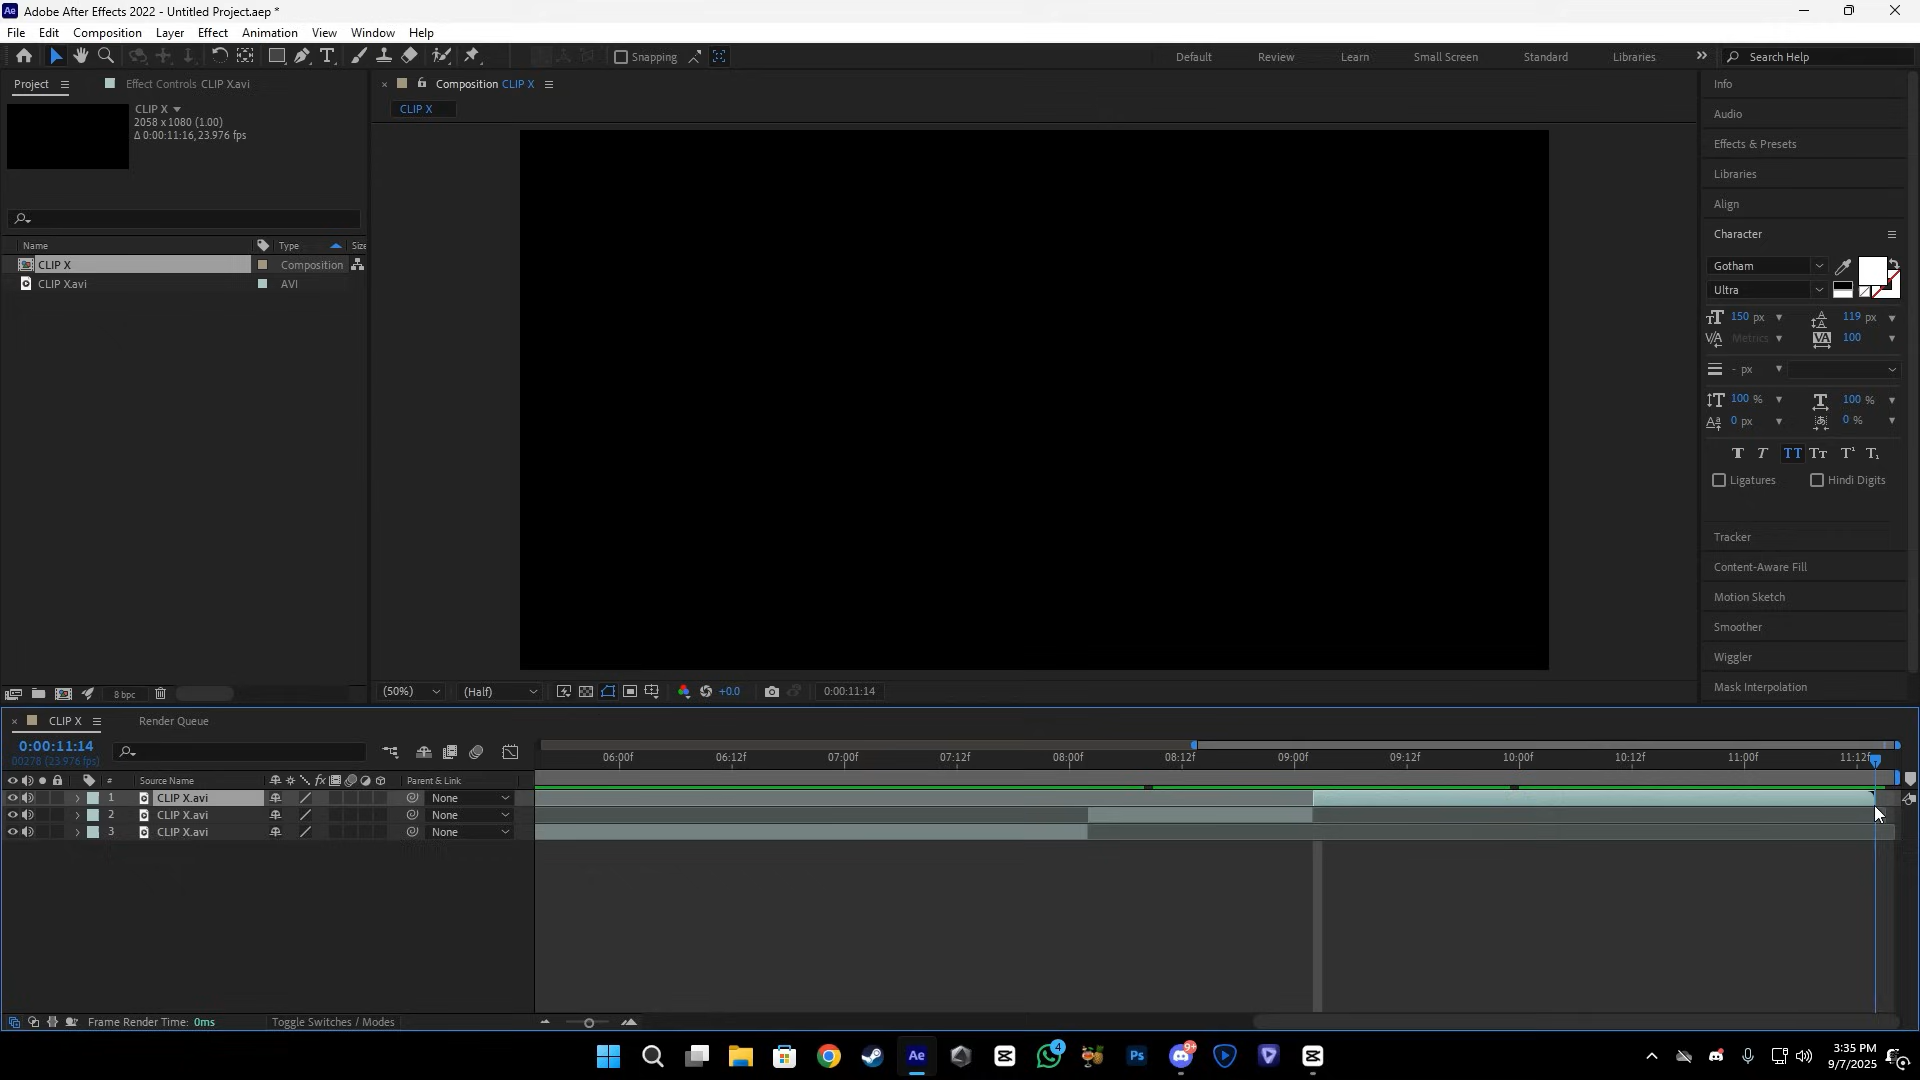 Adobe After Effects 2022 - Untitled Project.aep *
File Edit Composition Layer Effect Animation View Window Help
Snapping
Default Review Learn Small Screen Standard Libraries Search Help
Project Effect Controls CLIP X.avi
Composition CLIP X
CLIP X
CLIP X
2058 x 1080 (1.00)
Δ 0:00:11:16, 23.976 fps
Name Type Size
CLIP X Composition
CLIP X.avi AVI
8 bpc
(50%) (Half) +0.0 0:00:11:14
Info
Audio
Effects & Presets
Libraries
Align
Character
Gotham
Ultra
150 px 119 px
Metrics 100
- px
100 % 100 %
0 px 0 %
Ligatures Hindi Digits
Tracker
Content-Aware Fill
Motion Sketch
Smoother
Wiggler
Mask Interpolation
CLIP X Render Queue
0:00:11:14
00278 (23.976 fps)
06:00f 06:12f 07:00f 07:12f 08:00f 08:12f 09:00f 09:12f 10:00f 10:12f 11:00f 11:12f
# Source Name Parent & Link
1 CLIP X.avi None
2 CLIP X.avi None
3 CLIP X.avi None
Frame Render Time: 0ms Toggle Switches / Modes
Ae 4 Ps 9+
3:35 PM
9/7/2025